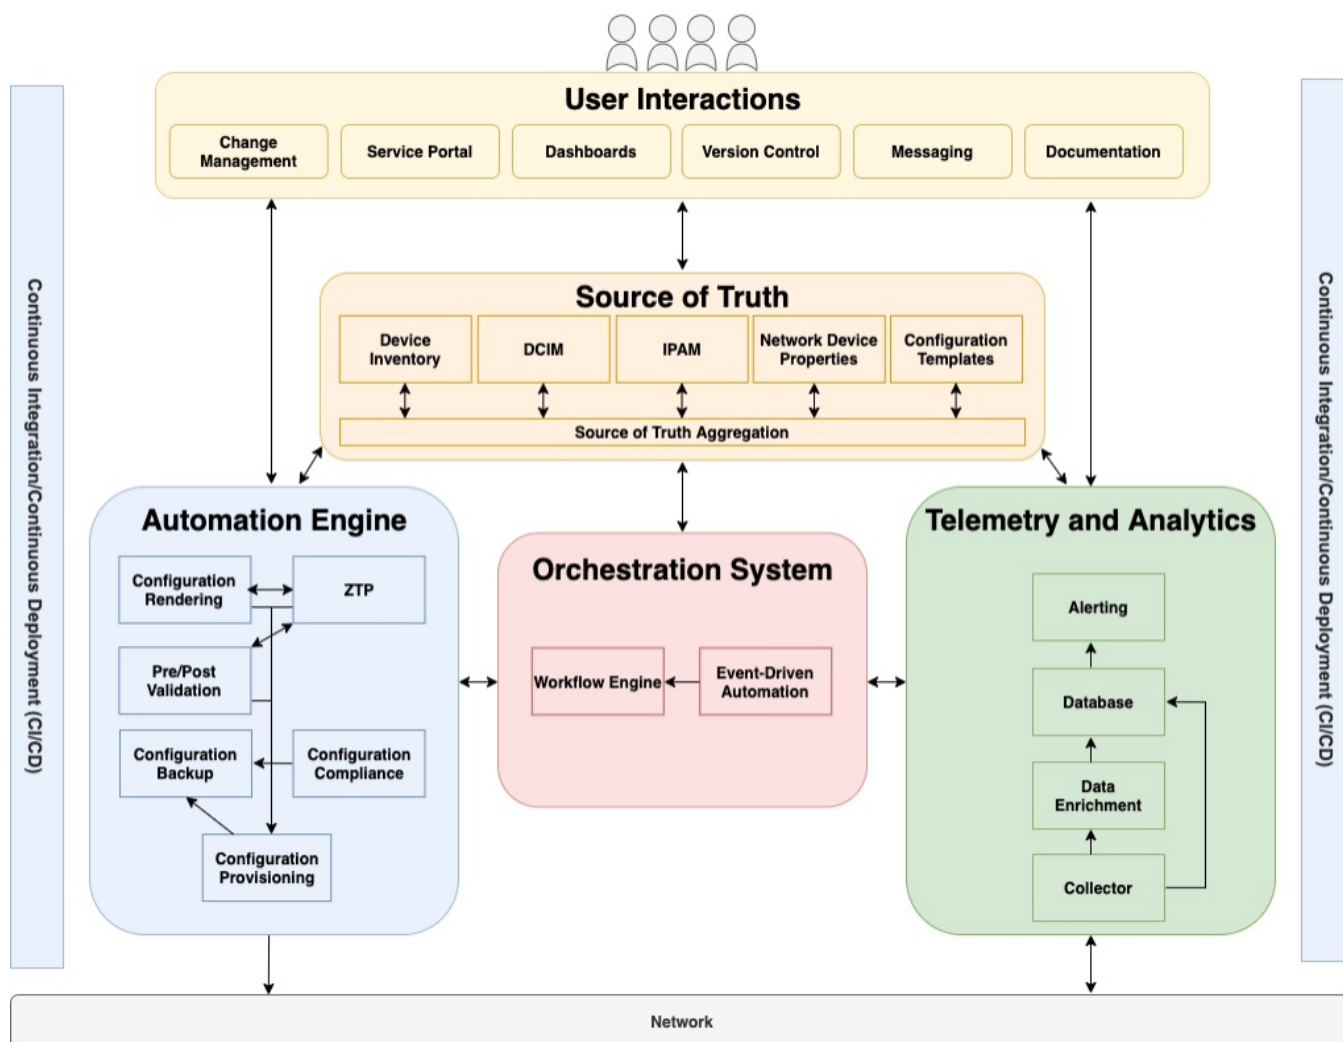 User Interactions
Change
Management
Service Portal
Dashboards
Version Control
Messaging
Documentation
Continuous Integration/Continuous Deployment (CI/CD)
Continuous Integration/Continuous Deployment (CI/CD)
Source of Truth
Device
Inventory
DCIM
IPAM
Network Device
Properties
Configuration
Templates
Source of Truth Aggregation
Automation Engine
Configuration
Rendering
ZTP
Pre/Post
Validation
Configuration
Backup
Configuration
Compliance
Configuration
Provisioning
Orchestration System
Workflow Engine
Event-Driven
Automation
Telemetry and Analytics
Alerting
Database
Data
Enrichment
Collector
Network